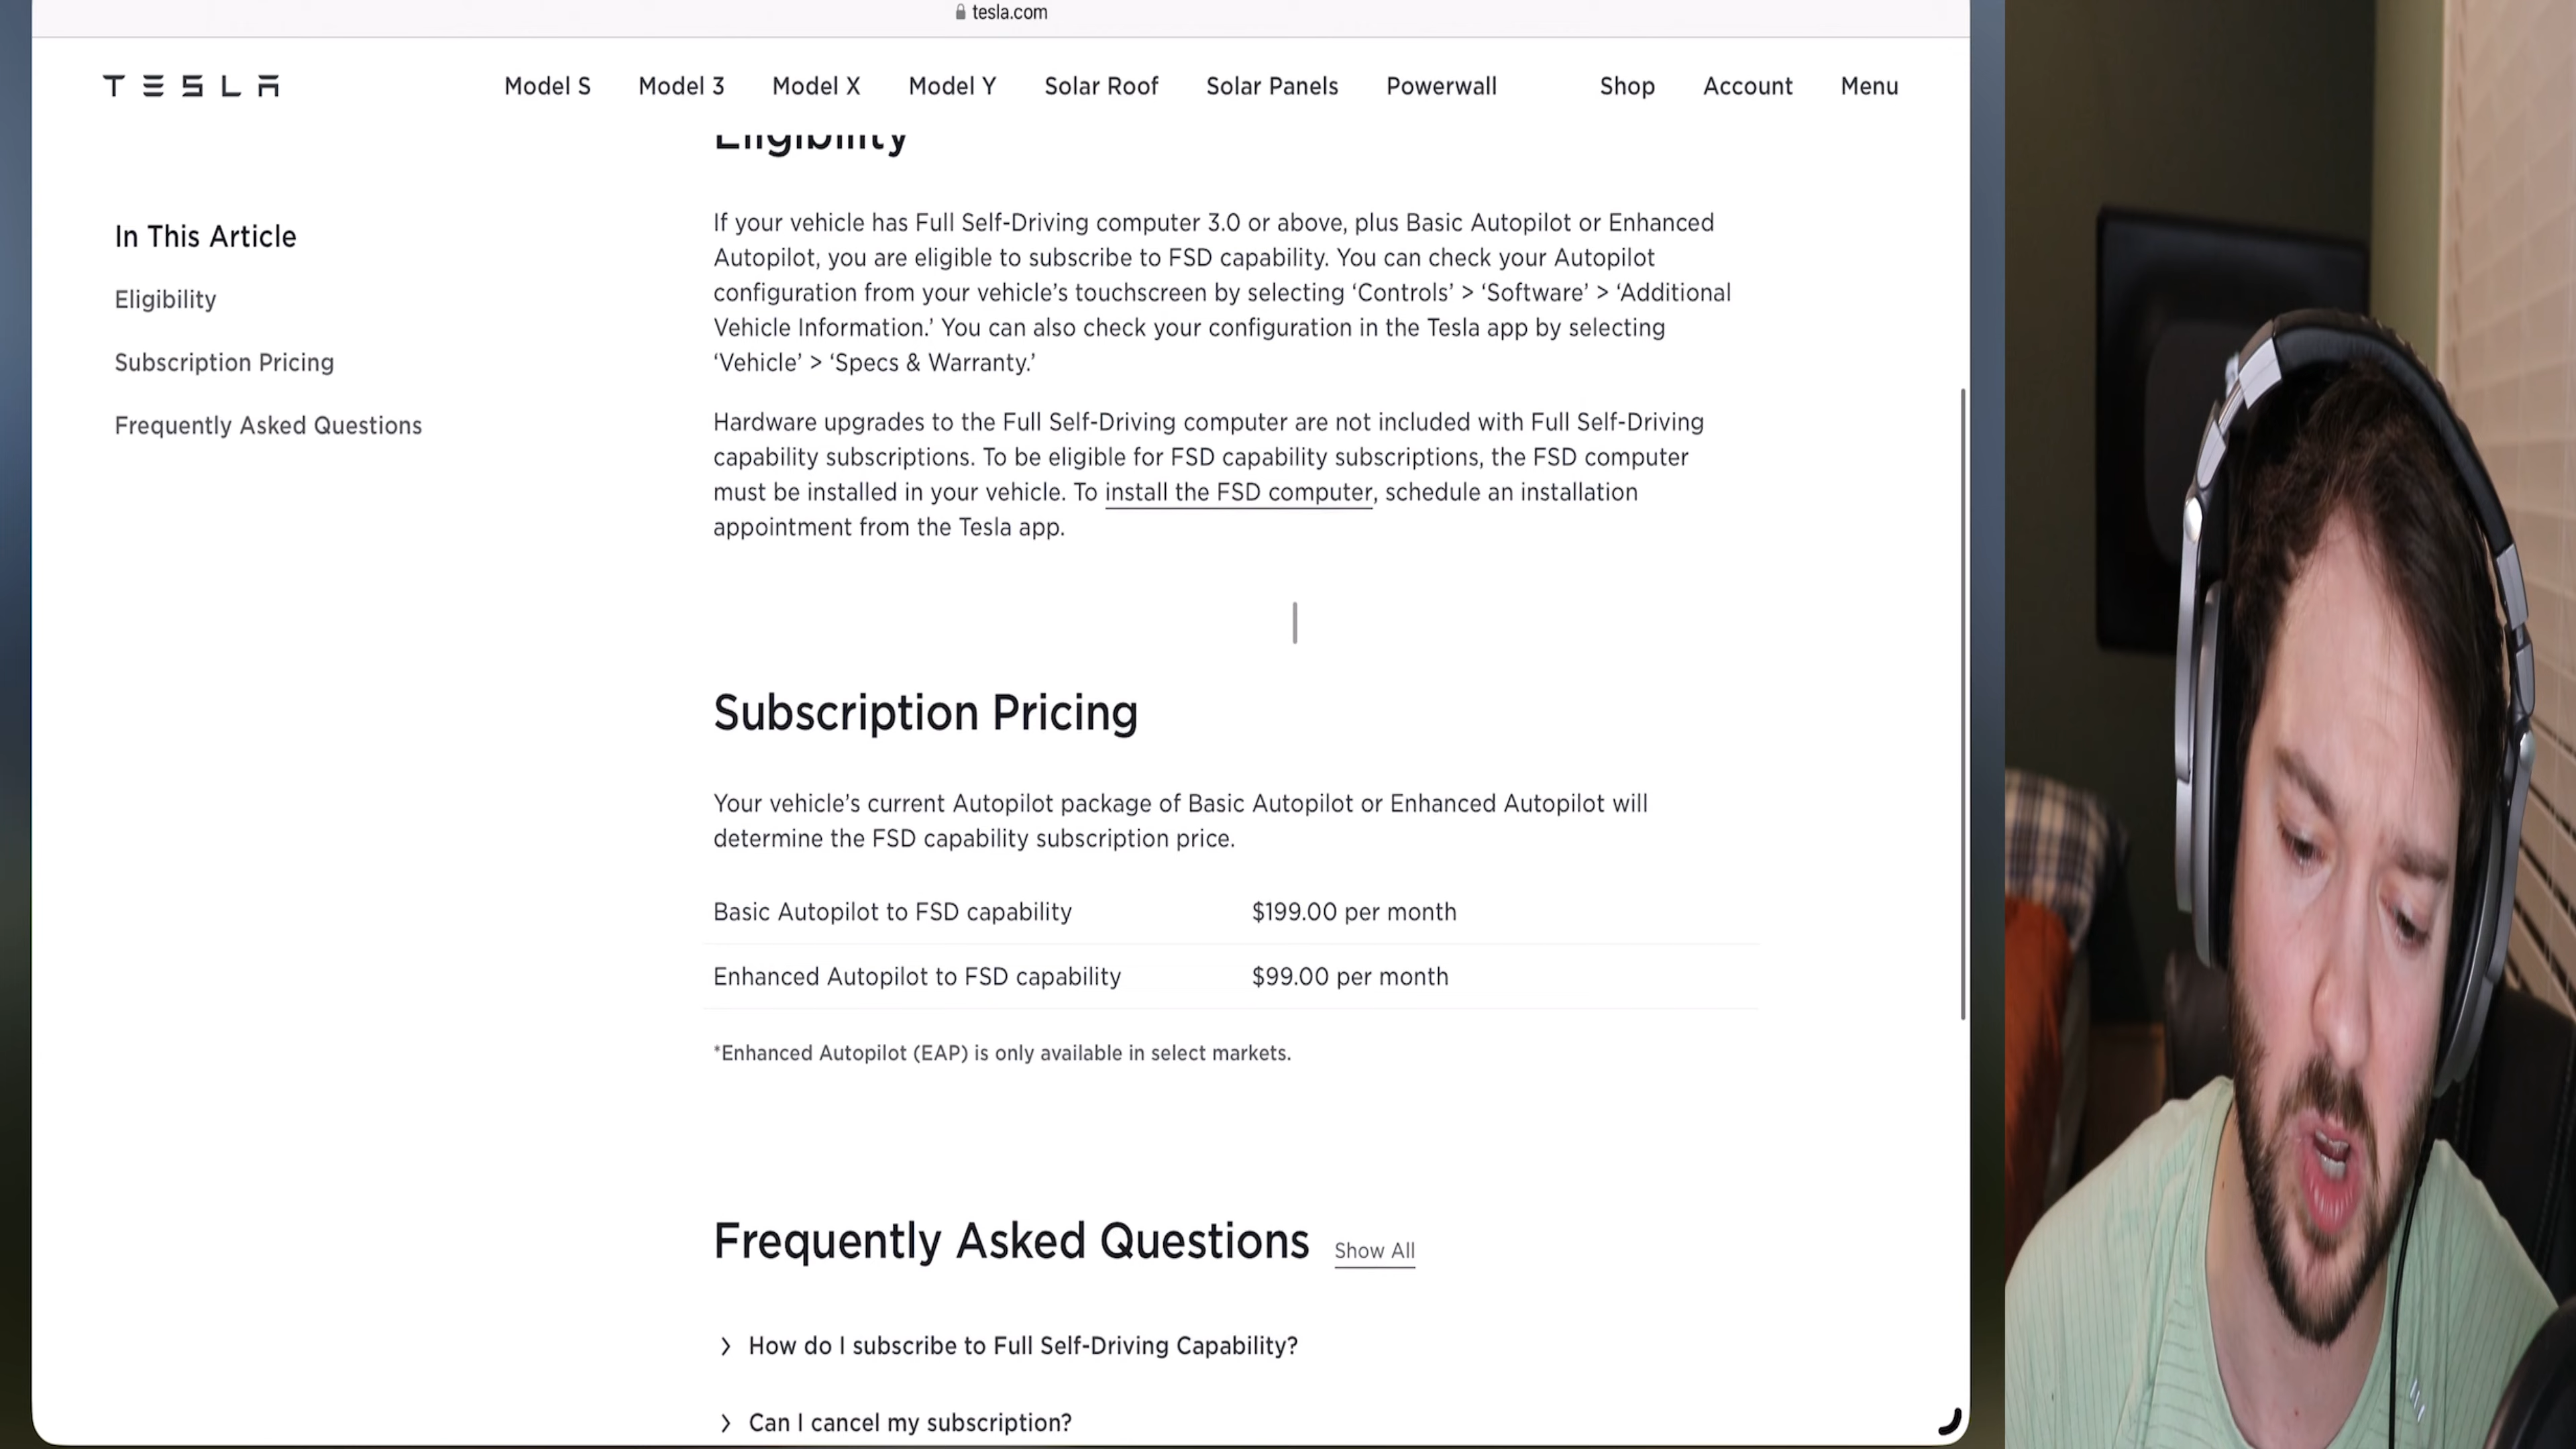 tesla.com
TESLA
Model S Model 3 Model X Model Y Solar Roof Solar Panels Powerwall Shop Account Menu
Eligibility
In This Article
Eligibility
Subscription Pricing
Frequently Asked Questions
If your vehicle has Full Self-Driving computer 3.0 or above, plus Basic Autopilot or Enhanced
Autopilot, you are eligible to subscribe to FSD capability. You can check your Autopilot
configuration from your vehicle’s touchscreen by selecting ‘Controls’ > ‘Software’ > ‘Additional
Vehicle Information.’ You can also check your configuration in the Tesla app by selecting
‘Vehicle’ > ‘Specs & Warranty.’
Hardware upgrades to the Full Self-Driving computer are not included with Full Self-Driving
capability subscriptions. To be eligible for FSD capability subscriptions, the FSD computer
must be installed in your vehicle. To install the FSD computer, schedule an installation
appointment from the Tesla app.
Subscription Pricing
Your vehicle’s current Autopilot package of Basic Autopilot or Enhanced Autopilot will
determine the FSD capability subscription price.
Basic Autopilot to FSD capability $199.00 per month
Enhanced Autopilot to FSD capability $99.00 per month
*Enhanced Autopilot (EAP) is only available in select markets.
Frequently Asked Questions Show All
How do I subscribe to Full Self-Driving Capability?
Can I cancel my subscription?